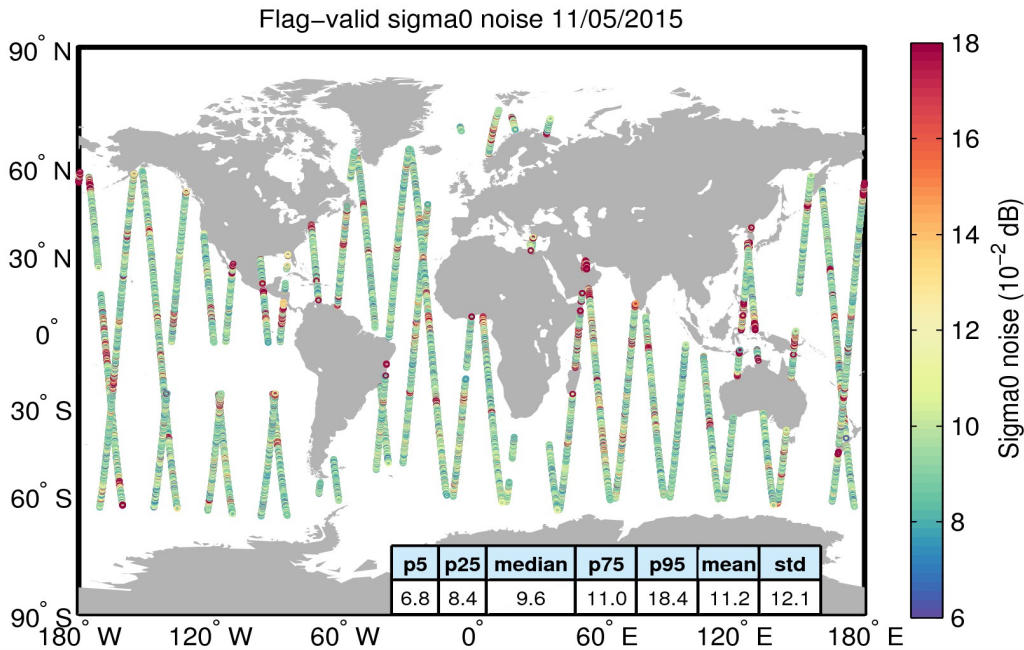 Flag−valid sigma0 noise 11/05/2015
90° N
60° N
30° N
0°
30° S
60° S
90° S
180° W 120° W 60° W 0° 60° E 120° E 180° E
p5 p25 median p75 p95 mean std
6.8 8.4 9.6 11.0 18.4 11.2 12.1
18
16
14
12
10
8
6
Sigma0 noise (10⁻² dB)